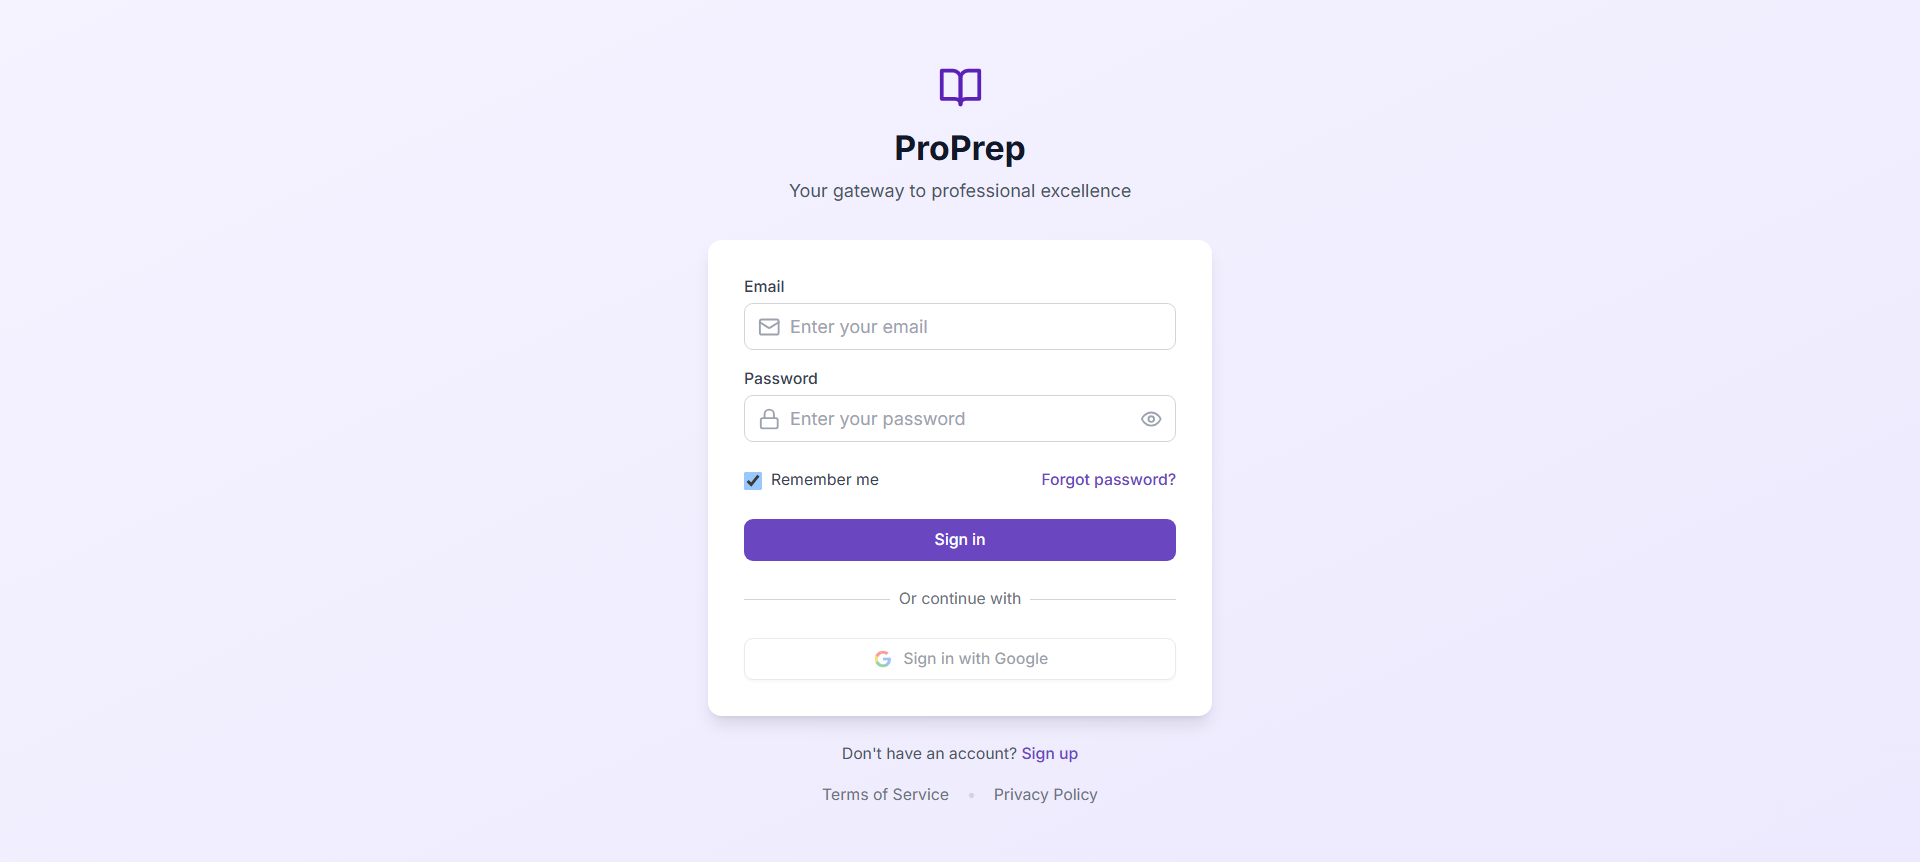 ProPrep
Your gateway to professional excellence
Email
Enter your email
Password
Enter your password
Remember me
Forgot password?
Sign in
Or continue with
Sign in with Google
Don't have an account? Sign up
Terms of Service • Privacy Policy